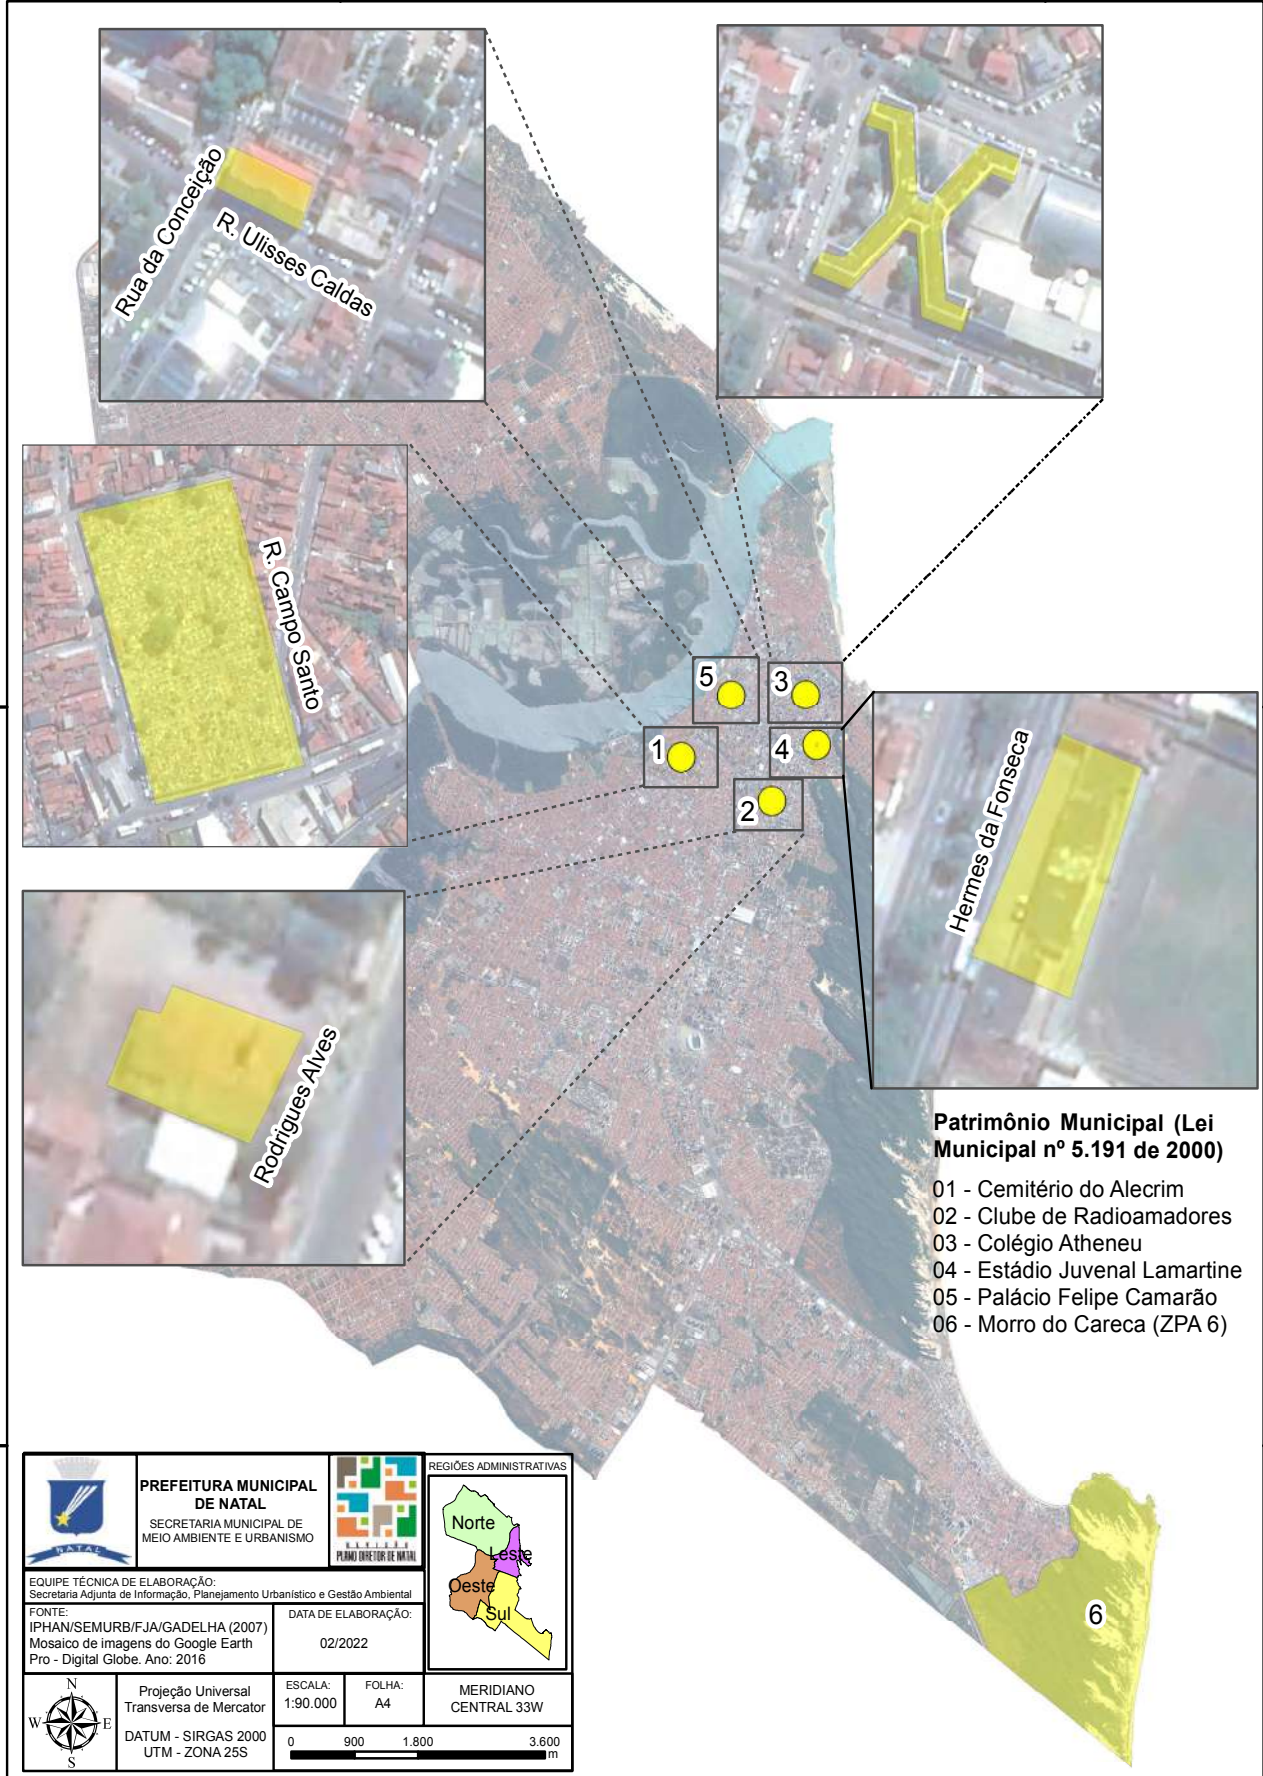 Rua da Conceição
R. Ulisses Caldas
R. Campo Santo
5
3
1
4
2
Hermes da Fonseca
Rodrigues Alves
Patrimônio Municipal (Lei
Municipal nº 5.191 de 2000)
01 - Cemitério do Alecrim
02 - Clube de Radioamadores
03 - Colégio Atheneu
04 - Estádio Juvenal Lamartine
05 - Palácio Felipe Camarão
06 - Morro do Careca (ZPA 6)
6
NATAL
PREFEITURA MUNICIPAL
DE NATAL
SECRETARIA MUNICIPAL DE
MEIO AMBIENTE E URBANISMO
REVISÃO
PLANO DIRETOR DE NATAL
REGIÕES ADMINISTRATIVAS
Norte
Leste
Oeste
Sul
EQUIPE TÉCNICA DE ELABORAÇÃO:
Secretaria Adjunta de Informação, Planejamento Urbanístico e Gestão Ambiental
FONTE:
IPHAN/SEMURB/FJA/GADELHA (2007)
Mosaico de imagens do Google Earth
Pro - Digital Globe. Ano: 2016
DATA DE ELABORAÇÃO:
02/2022
N
W
E
S
Projeção Universal
Transversa de Mercator
DATUM - SIRGAS 2000
UTM - ZONA 25S
ESCALA:
1:90.000
FOLHA:
A4
MERIDIANO
CENTRAL 33W
0 900 1.800 3.600
m